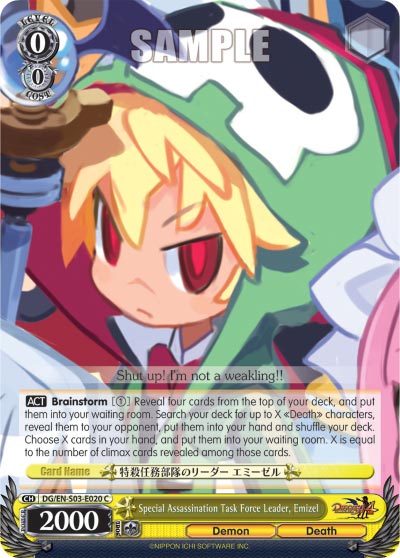 LEVEL
SAMPLE
0
0
COST
Shut up! I'm not a weakling!!
ACT Brainstorm [①] Reveal four cards from the top of your deck, and put
them into your waiting room. Search your deck for up to X «Death» characters,
reveal them to your opponent, put them into your hand and shuffle your deck.
Choose X cards in your hand, and put them into your waiting room. X is equal
to the number of climax cards revealed among those cards.
Card Name 特殺任務部隊のリーダー エミーゼル
CH DG/EN-S03-E020 C
Special Assassination Task Force Leader, Emizel
DISGAEA 4
POWER
2000
SOUL
Demon
Death
©NIPPON ICHI SOFTWARE INC.